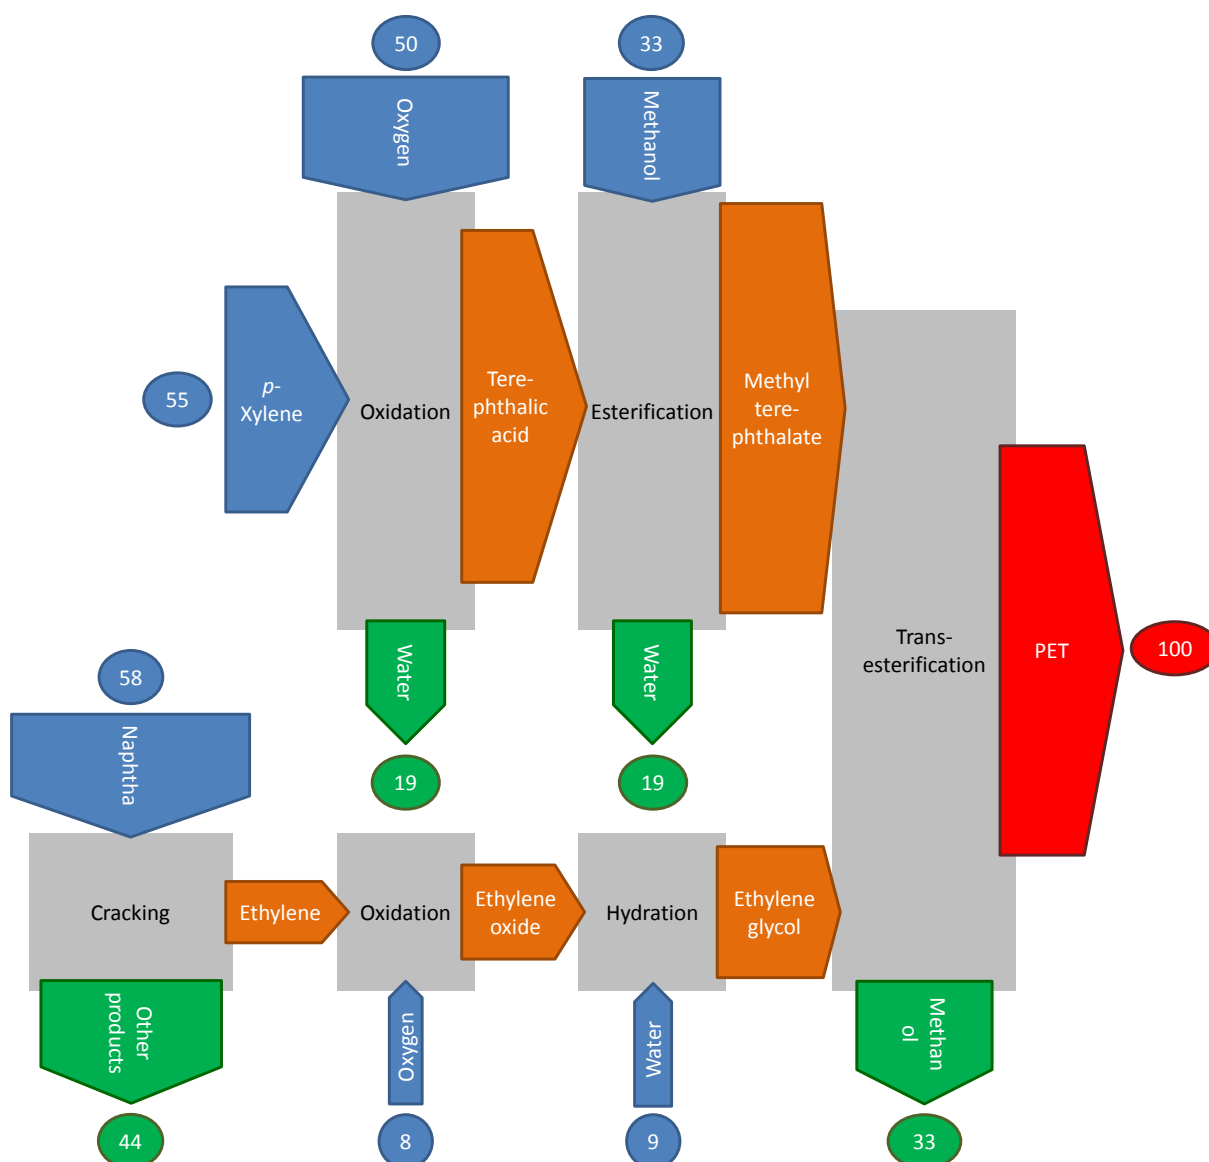 50
33
Oxygen
Methanol
55
p-
Xylene
Oxidation
Tere-
phthalic
acid
Esterification
Methyl
tere-
phthalate
Trans-
esterification
PET
100
Water
Water
19
19
58
Naphtha
Cracking
Ethylene
Oxidation
Ethylene
oxide
Hydration
Ethylene
glycol
Other
products
Oxygen
Water
Methan
ol
44
8
9
33